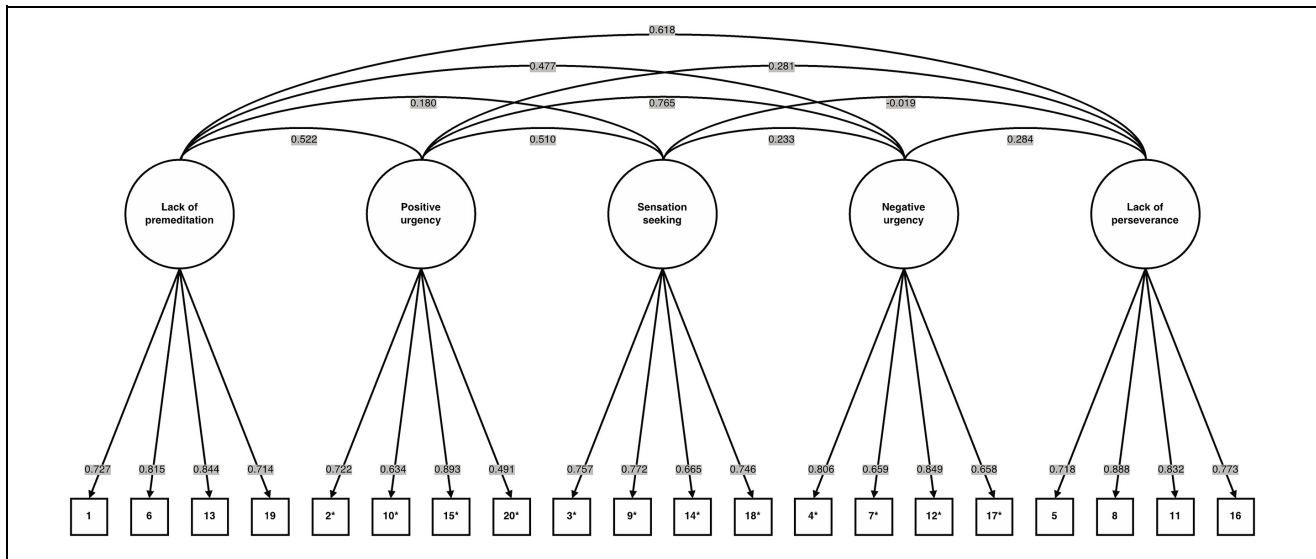 0.618
0.477 0.281
0.180 0.765 -0.019
0.522 0.510 0.233 0.284
Lack of premeditation
Positive urgency
Sensation seeking
Negative urgency
Lack of perseverance
0.727 0.815 0.844 0.714 0.722 0.634 0.893 0.491 0.757 0.772 0.665 0.746 0.806 0.659 0.849 0.658 0.718 0.888 0.832 0.773
1 6 13 19 2* 10* 15* 20* 3* 9* 14* 18* 4* 7* 12* 17* 5 8 11 16